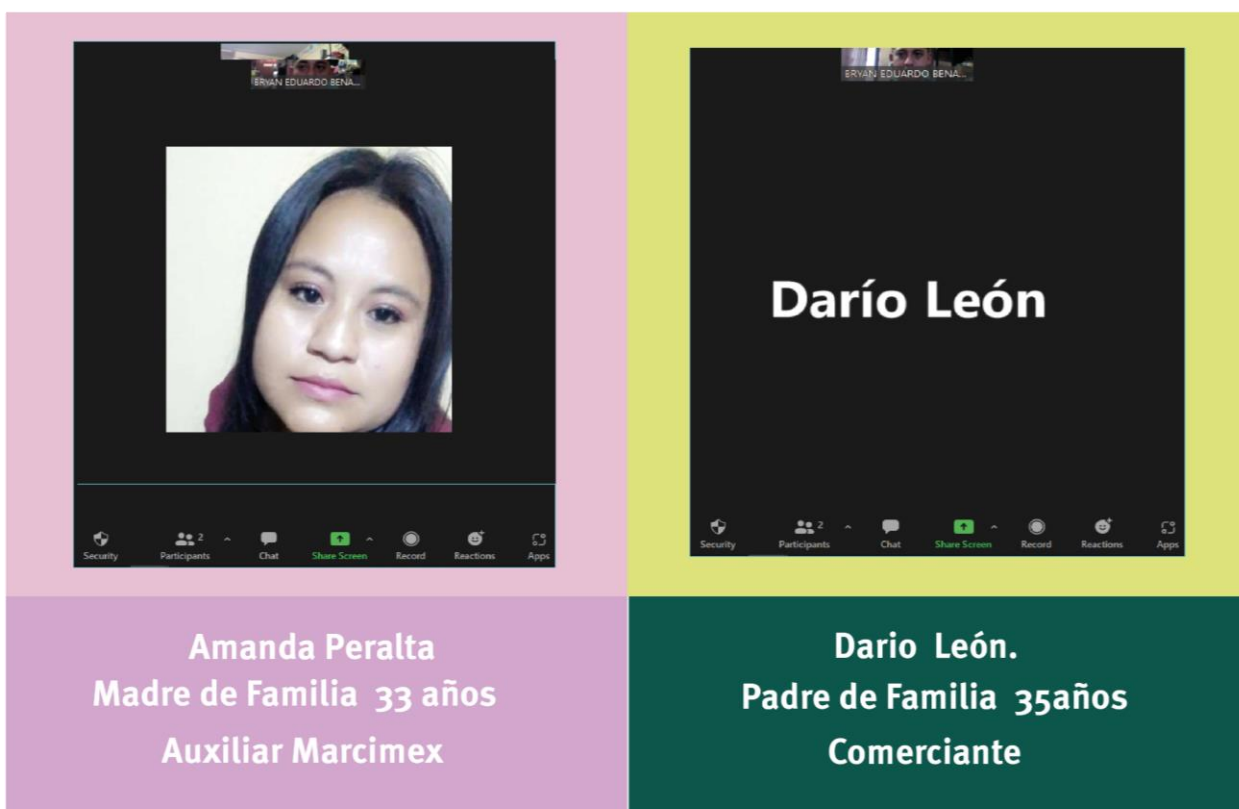 BRYAN EDUARDO BENA...
Security
Participants
2
Chat
Share Screen
Record
Reactions
Apps
Amanda Peralta
Madre de Familia 33 años
Auxiliar Marcimex
BRYAN EDUARDO BENA...
Darío León
Security
Participants
2
Chat
Share Screen
Record
Reactions
Apps
Dario León.
Padre de Familia 35años
Comerciante